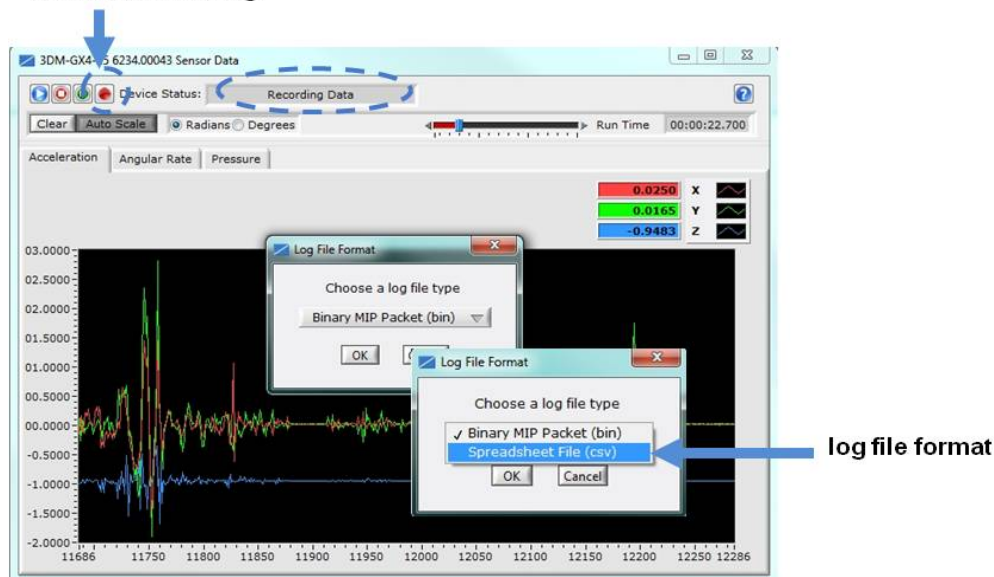 3DM-GX4- 6234.00043 Sensor Data
Device Status: Recording Data
Clear Auto Scale Radians Degrees Run Time 00:00:22.700
Acceleration Angular Rate Pressure
0.0250 X
0.0165 Y
-0.9483 Z
Log File Format
Choose a log file type
Binary MIP Packet (bin)
OK
Log File Format
Choose a log file type
✓ Binary MIP Packet (bin)
Spreadsheet File (csv)
OK Cancel
log file format
03.0000
02.5000
02.0000
01.5000
01.0000
00.5000
00.0000
-0.5000
-1.0000
-1.5000
-2.0000
11686 11750 11800 11850 11900 11950 12000 12050 12100 12150 12200 12250 12286